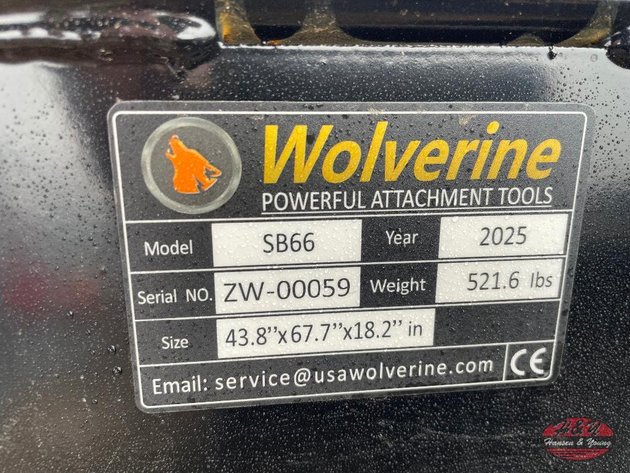 Wolverine
POWERFUL ATTACHMENT TOOLS
Model SB66 Year 2025
Serial NO. ZW-00059 Weight 521.6 lbs
Size 43.8”x67.7”x18.2” in
Email: service@usawolverine.com CE
H&Y
Hansen & Young